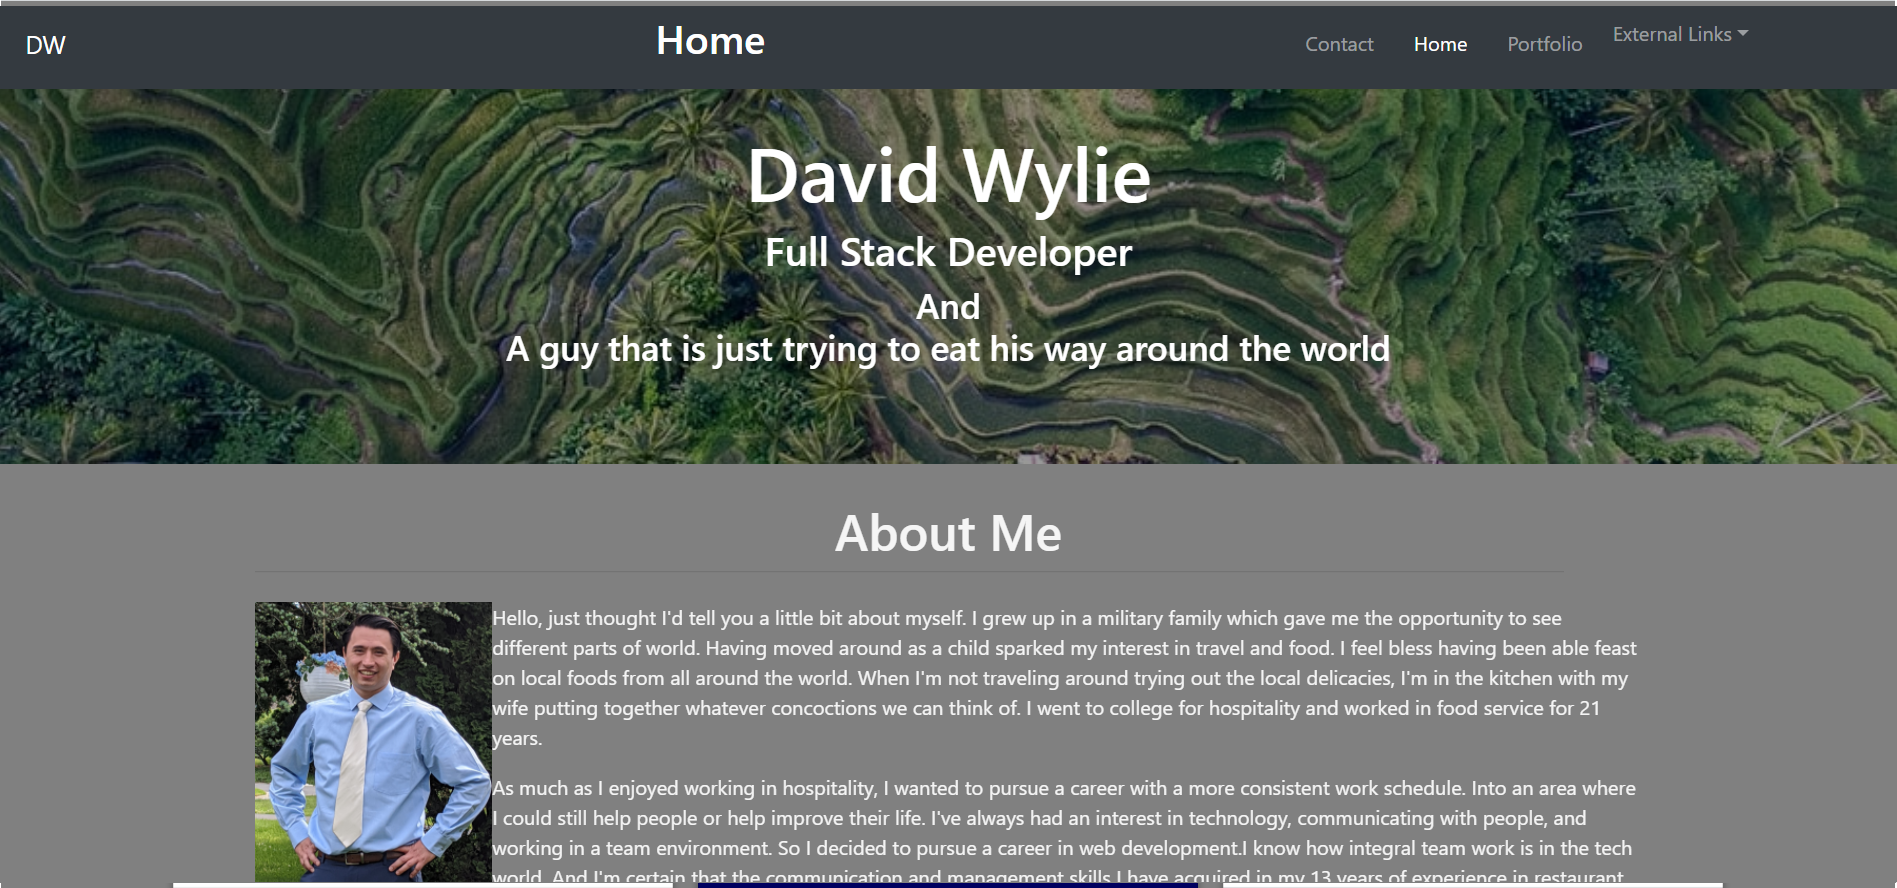 DW
Home
Contact
Home
Portfolio
External Links
David Wylie
Full Stack Developer
And
A guy that is just trying to eat his way around the world
About Me
Hello, just thought I'd tell you a little bit about myself. I grew up in a military family which gave me the opportunity to see
different parts of world. Having moved around as a child sparked my interest in travel and food. I feel bless having been able feast
on local foods from all around the world. When I'm not traveling around trying out the local delicacies, I'm in the kitchen with my
wife putting together whatever concoctions we can think of. I went to college for hospitality and worked in food service for 21
years.
As much as I enjoyed working in hospitality, I wanted to pursue a career with a more consistent work schedule. Into an area where
I could still help people or help improve their life. I've always had an interest in technology, communicating with people, and
working in a team environment. So I decided to pursue a career in web development.I know how integral team work is in the tech
world. And I'm certain that the communication and management skills I have acquired in my 13 years of experience in restaurant